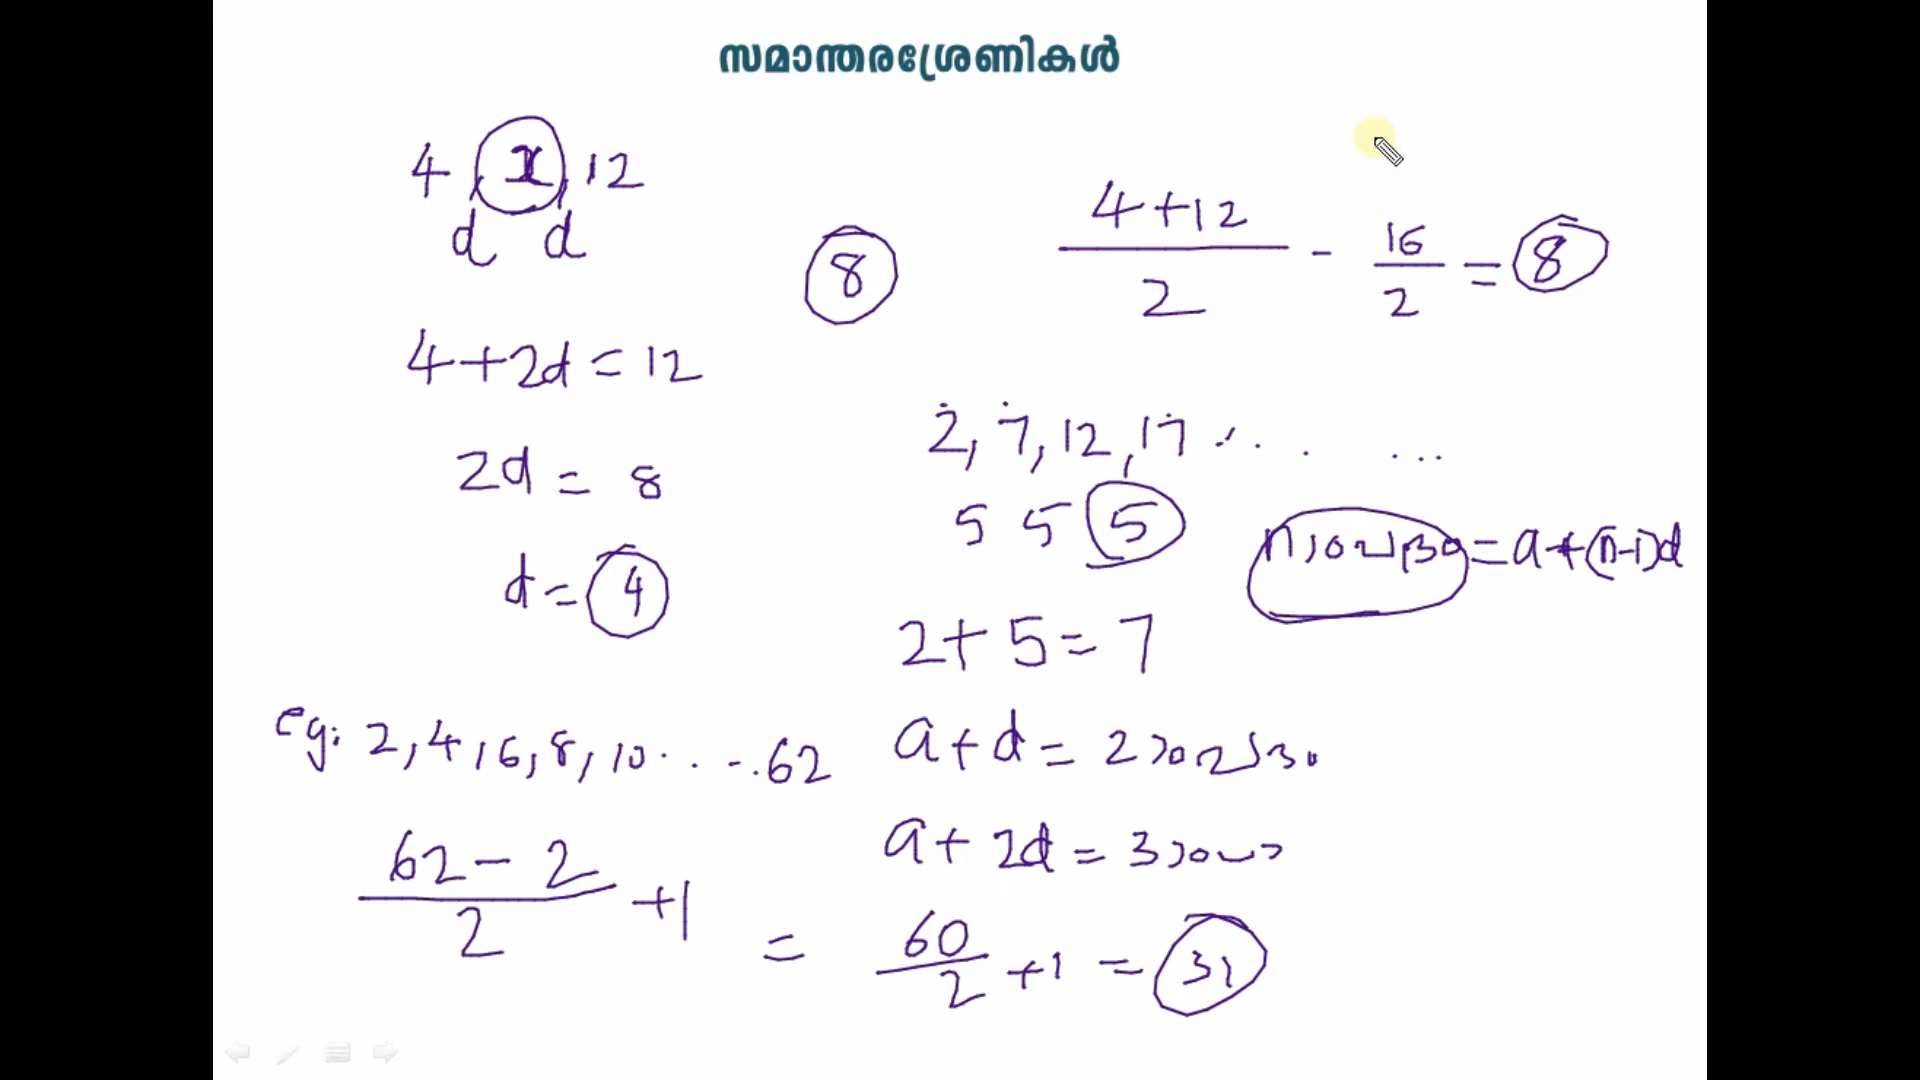 സമാന്തരശ്രേണികൾ
4, x, 12
d d
8
4+2d = 12
2d = 8
d = 4
4+12 / 2 - 16 / 2 = 8
2, 7, 12, 17 . . . . . . .
5 5 5
n = a+(n-1)d
2+5=7
a+d = 2
a+2d = 3
eg: 2, 4, 6, 8, 10 . . - . . 62
62 - 2 / 2 +1
= 60 / 2 +1 = 31